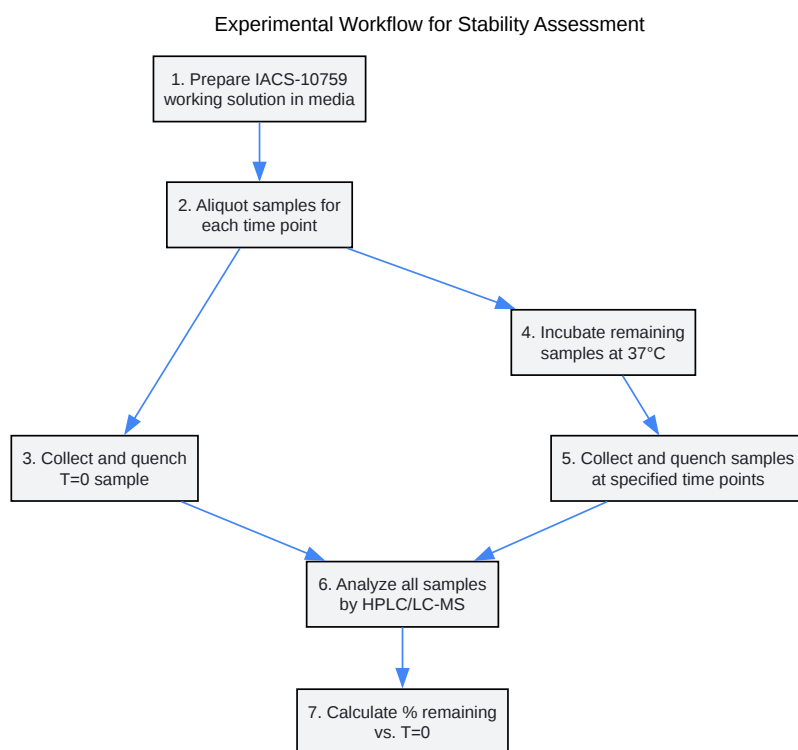 Experimental Workflow for Stability Assessment
1. Prepare IACS-10759
working solution in media
2. Aliquot samples for
each time point
4. Incubate remaining
samples at 37°C
3. Collect and quench
T=0 sample
5. Collect and quench samples
at specified time points
6. Analyze all samples
by HPLC/LC-MS
7. Calculate % remaining
vs. T=0